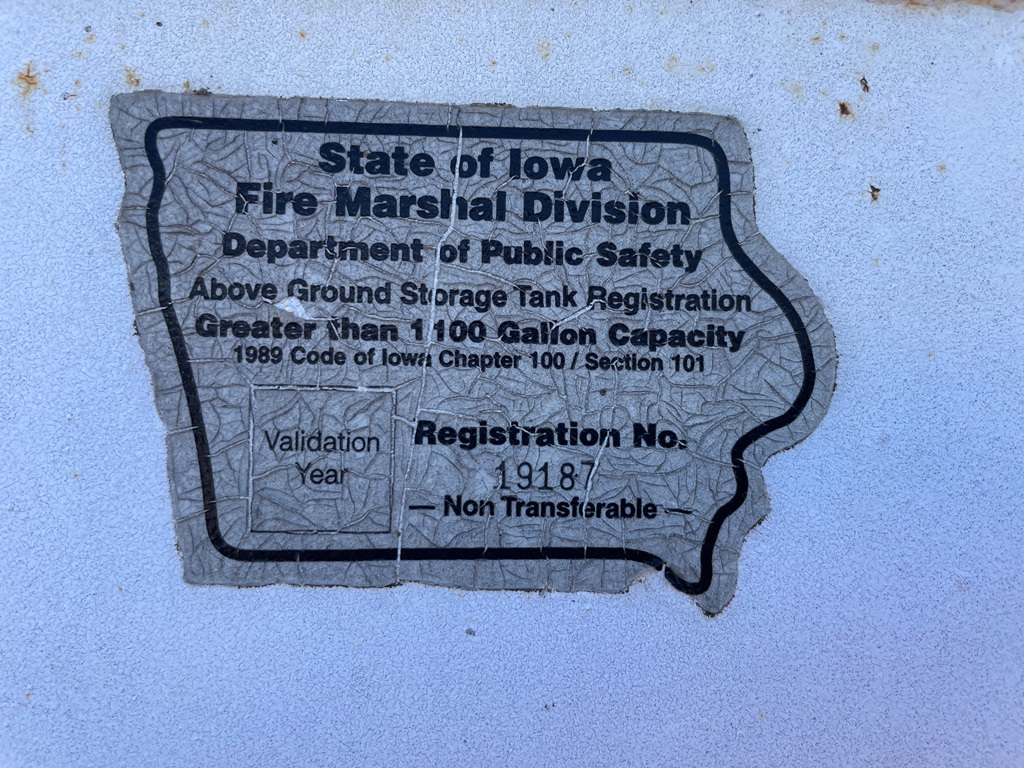 State of Iowa
Fire Marshal Division
Department of Public Safety
Above Ground Storage Tank Registration
Greater than 1100 Gallon Capacity
1989 Code of Iowa Chapter 100 / Section 101
Validation
Year
Registration No.
19187
— Non Transferable —